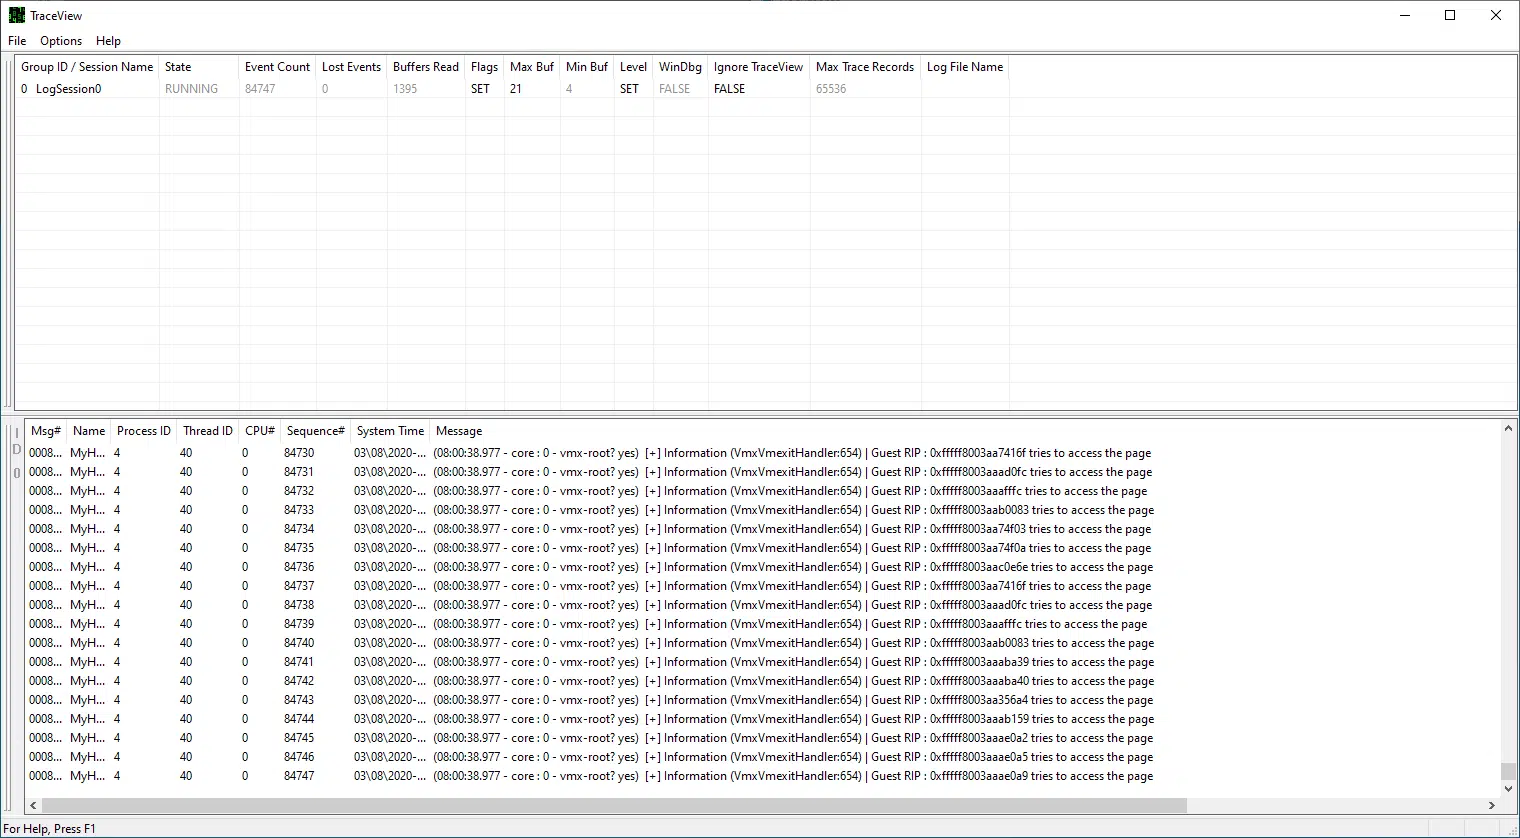 TraceView
File Options Help
Group ID / Session Name State Event Count Lost Events Buffers Read Flags Max Buf Min Buf Level WinDbg Ignore TraceView Max Trace Records Log File Name
0 LogSession0 RUNNING 84747 0 1395 SET 21 4 SET FALSE FALSE 65536
I
D
0
Msg# Name Process ID Thread ID CPU# Sequence# System Time Message
0008... MyH... 4 40 0 84730 03\08\2020-... (08:00:38.977 - core : 0 - vmx-root? yes) [+] Information (VmxVmexitHandler:654) | Guest RIP : 0xfffff8003aa7416f tries to access the page
0008... MyH... 4 40 0 84731 03\08\2020-... (08:00:38.977 - core : 0 - vmx-root? yes) [+] Information (VmxVmexitHandler:654) | Guest RIP : 0xfffff8003aaad0fc tries to access the page
0008... MyH... 4 40 0 84732 03\08\2020-... (08:00:38.977 - core : 0 - vmx-root? yes) [+] Information (VmxVmexitHandler:654) | Guest RIP : 0xfffff8003aaafffc tries to access the page
0008... MyH... 4 40 0 84733 03\08\2020-... (08:00:38.977 - core : 0 - vmx-root? yes) [+] Information (VmxVmexitHandler:654) | Guest RIP : 0xfffff8003aab0083 tries to access the page
0008... MyH... 4 40 0 84734 03\08\2020-... (08:00:38.977 - core : 0 - vmx-root? yes) [+] Information (VmxVmexitHandler:654) | Guest RIP : 0xfffff8003aa74f03 tries to access the page
0008... MyH... 4 40 0 84735 03\08\2020-... (08:00:38.977 - core : 0 - vmx-root? yes) [+] Information (VmxVmexitHandler:654) | Guest RIP : 0xfffff8003aa74f0a tries to access the page
0008... MyH... 4 40 0 84736 03\08\2020-... (08:00:38.977 - core : 0 - vmx-root? yes) [+] Information (VmxVmexitHandler:654) | Guest RIP : 0xfffff8003aac0e6e tries to access the page
0008... MyH... 4 40 0 84737 03\08\2020-... (08:00:38.977 - core : 0 - vmx-root? yes) [+] Information (VmxVmexitHandler:654) | Guest RIP : 0xfffff8003aa7416f tries to access the page
0008... MyH... 4 40 0 84738 03\08\2020-... (08:00:38.977 - core : 0 - vmx-root? yes) [+] Information (VmxVmexitHandler:654) | Guest RIP : 0xfffff8003aaad0fc tries to access the page
0008... MyH... 4 40 0 84739 03\08\2020-... (08:00:38.977 - core : 0 - vmx-root? yes) [+] Information (VmxVmexitHandler:654) | Guest RIP : 0xfffff8003aaafffc tries to access the page
0008... MyH... 4 40 0 84740 03\08\2020-... (08:00:38.977 - core : 0 - vmx-root? yes) [+] Information (VmxVmexitHandler:654) | Guest RIP : 0xfffff8003aab0083 tries to access the page
0008... MyH... 4 40 0 84741 03\08\2020-... (08:00:38.977 - core : 0 - vmx-root? yes) [+] Information (VmxVmexitHandler:654) | Guest RIP : 0xfffff8003aaaba39 tries to access the page
0008... MyH... 4 40 0 84742 03\08\2020-... (08:00:38.977 - core : 0 - vmx-root? yes) [+] Information (VmxVmexitHandler:654) | Guest RIP : 0xfffff8003aaaba40 tries to access the page
0008... MyH... 4 40 0 84743 03\08\2020-... (08:00:38.977 - core : 0 - vmx-root? yes) [+] Information (VmxVmexitHandler:654) | Guest RIP : 0xfffff8003aa356a4 tries to access the page
0008... MyH... 4 40 0 84744 03\08\2020-... (08:00:38.977 - core : 0 - vmx-root? yes) [+] Information (VmxVmexitHandler:654) | Guest RIP : 0xfffff8003aaab159 tries to access the page
0008... MyH... 4 40 0 84745 03\08\2020-... (08:00:38.977 - core : 0 - vmx-root? yes) [+] Information (VmxVmexitHandler:654) | Guest RIP : 0xfffff8003aaae0a2 tries to access the page
0008... MyH... 4 40 0 84746 03\08\2020-... (08:00:38.977 - core : 0 - vmx-root? yes) [+] Information (VmxVmexitHandler:654) | Guest RIP : 0xfffff8003aaae0a5 tries to access the page
0008... MyH... 4 40 0 84747 03\08\2020-... (08:00:38.977 - core : 0 - vmx-root? yes) [+] Information (VmxVmexitHandler:654) | Guest RIP : 0xfffff8003aaae0a9 tries to access the page
For Help, Press F1